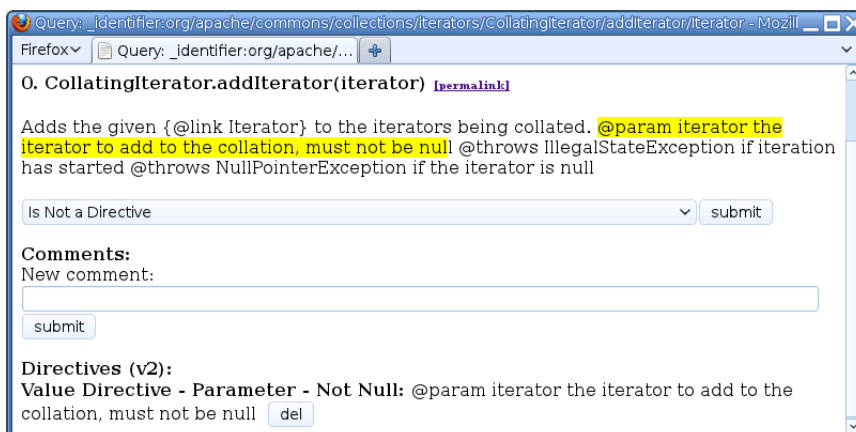 Query: _identifier:org/apache/commons/collections/iterators/CollatingIterator/addIterator/Iterator - Mozill
Firefox
Query: _identifier:org/apache/...
0. CollatingIterator.addIterator(iterator) [permalink]
Adds the given {@link Iterator} to the iterators being collated. @param iterator the
iterator to add to the collation, must not be null @throws IllegalStateException if iteration
has started @throws NullPointerException if the iterator is null
Is Not a Directive submit
Comments:
New comment:
submit
Directives (v2):
Value Directive - Parameter - Not Null: @param iterator the iterator to add to the
collation, must not be null del